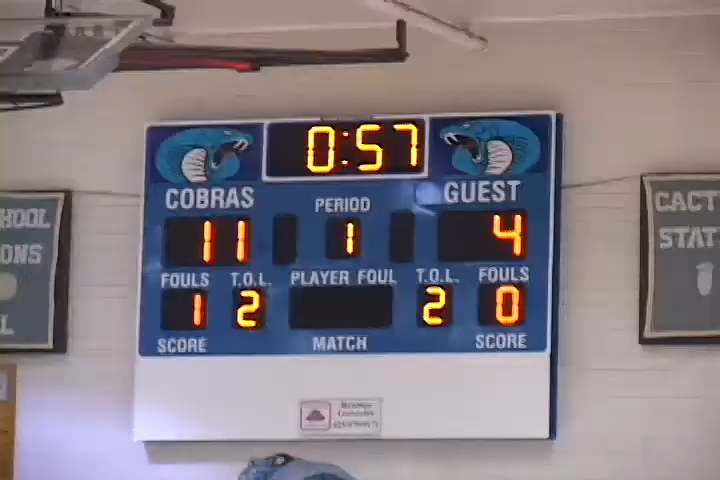 0:57
COBRAS PERIOD GUEST
11 1 4
FOULS T.O.L. PLAYER FOUL T.O.L. FOULS
1 2 2 0
SCORE MATCH SCORE
HOOL
ONS
L
CACT
STAT